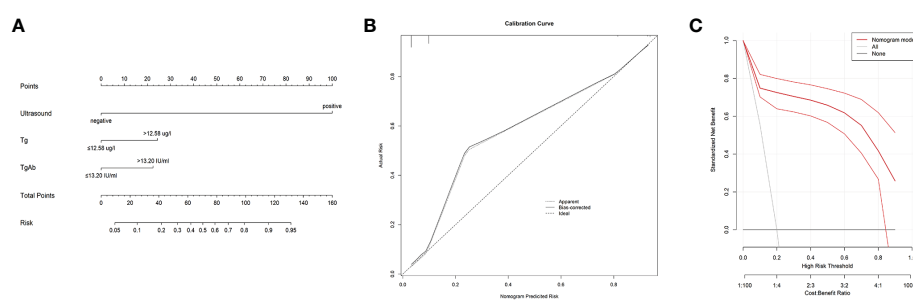 A
Points
0 10 20 30 40 50 60 70 80 90 100
Ultrasound
positive
negative
Tg
>12.58 ug/l
≤12.58 ug/l
TgAb
>13.20 IU/ml
≤13.20 IU/ml
Total Points
0 20 40 60 80 100 120 140 160
Risk
0.05 0.1 0.2 0.3 0.4 0.5 0.6 0.7 0.8 0.9 0.95
B
Calibration Curve
Actual Risk
0.8
0.6
0.4
0.2
0.0
Apparent
Bias-corrected
Ideal
0.0 0.2 0.4 0.6 0.8
Nomogram Predicted Risk
C
Nomogram mode
All
None
Standardized Net Benefit
1.0
0.8
0.6
0.4
0.2
0.0
0.0 0.2 0.4 0.6 0.8 1.0
High Risk Threshold
1:100 1:4 2:3 3:2 4:1 100
Cost:Benefit Ratio